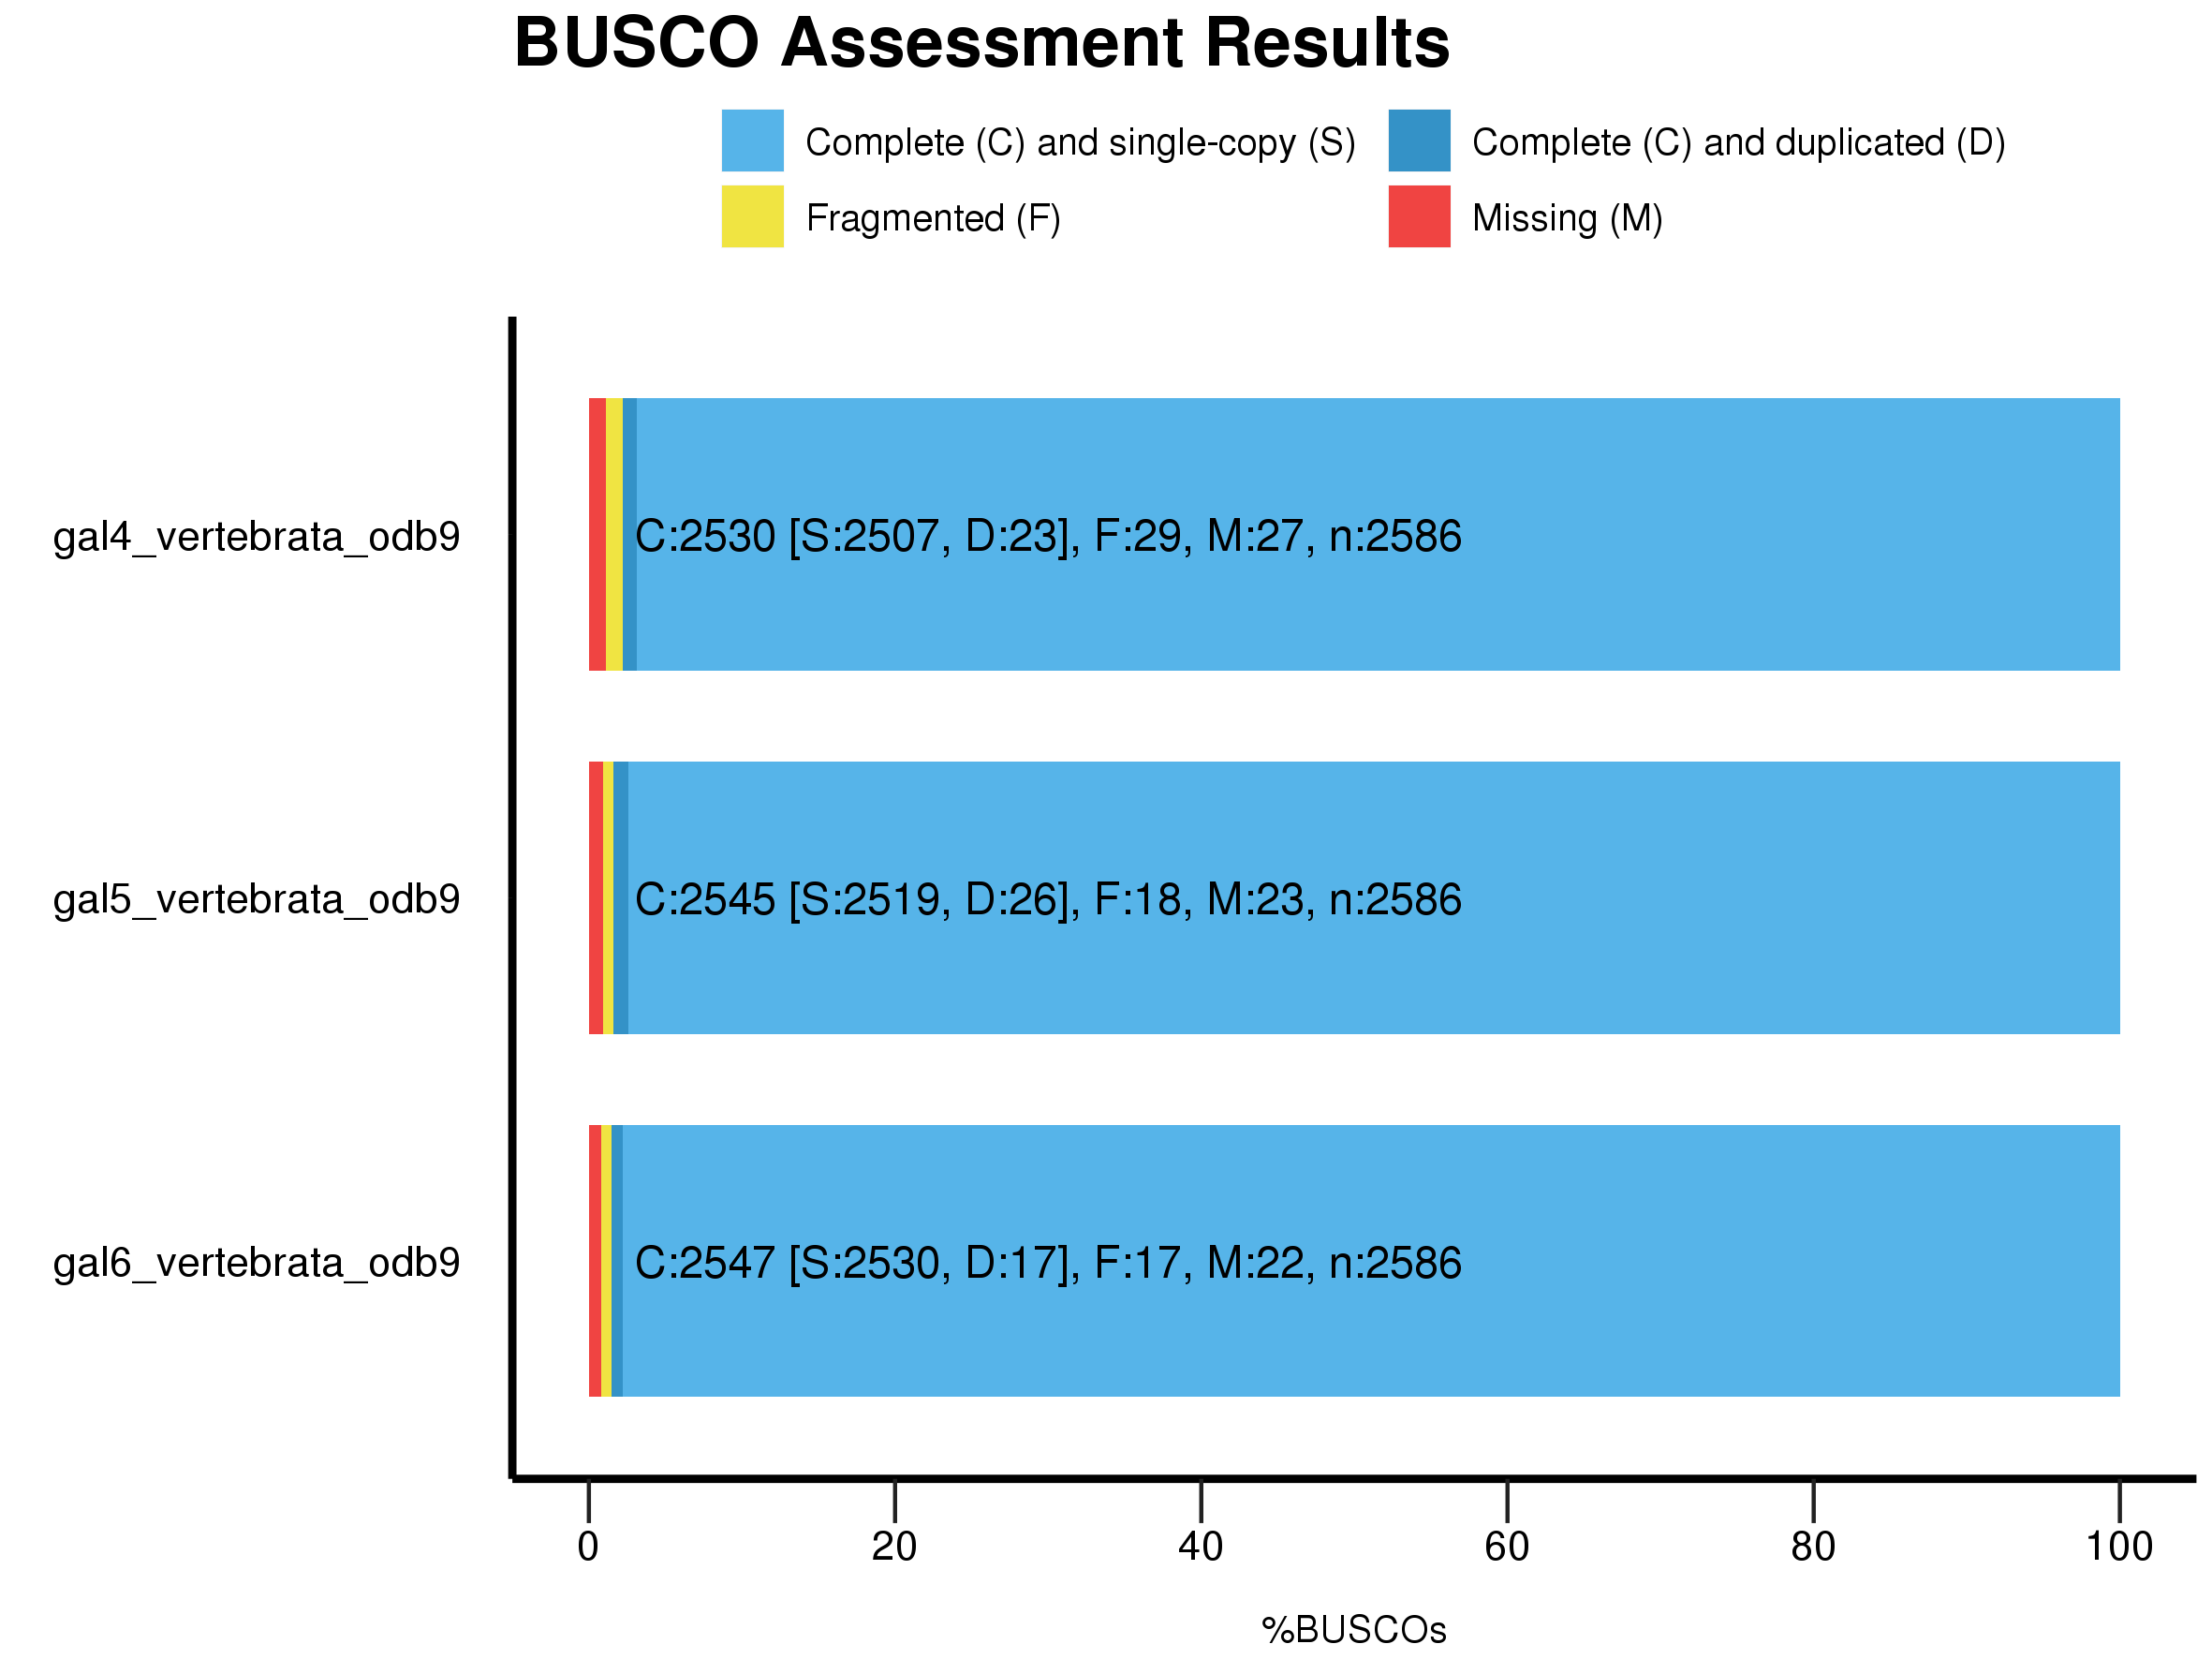 BUSCO Assessment Results
Complete (C) and single-copy (S)
Complete (C) and duplicated (D)
Fragmented (F)
Missing (M)
gal4_vertebrata_odb9
C:2530 [S:2507, D:23], F:29, M:27, n:2586
gal5_vertebrata_odb9
C:2545 [S:2519, D:26], F:18, M:23, n:2586
gal6_vertebrata_odb9
C:2547 [S:2530, D:17], F:17, M:22, n:2586
0 20 40 60 80 100
%BUSCOs